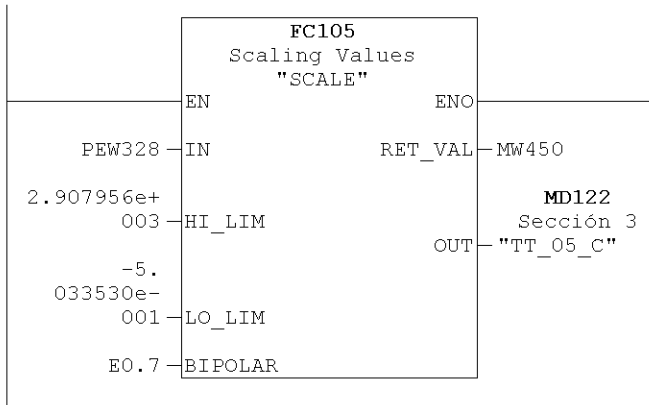 FC105
Scaling Values
"SCALE"
EN ENO
PEW328 IN RET_VAL MW450
2.907956e+ MD122
003 HI_LIM Sección 3
OUT "TT_05_C"
-5.
033530e-
001 LO_LIM
E0.7 BIPOLAR